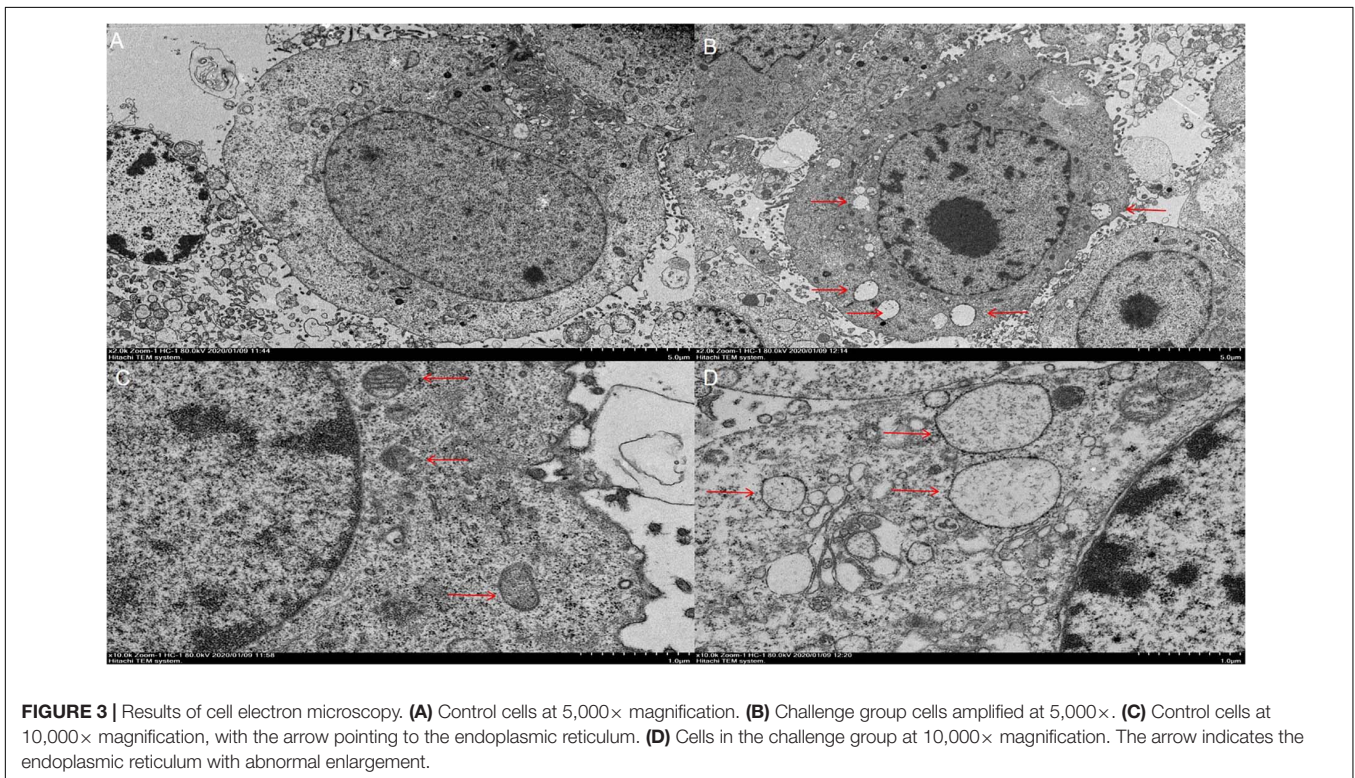 A
B
x2.0k Zoom-1 HC-1 80.0kV 2020/01/09 11:44
Hitachi TEM system.
5.0µm
x2.0k Zoom-1 HC-1 80.0kV 2020/01/09 12:14
Hitachi TEM system.
5.0µm
C
D
x10.0k Zoom-1 HC-1 80.0kV 2020/01/09 11:58
Hitachi TEM system.
1.0µm
x10.0k Zoom-1 HC-1 80.0kV 2020/01/09 12:20
Hitachi TEM system.
1.0µm
FIGURE 3 | Results of cell electron microscopy. (A) Control cells at 5,000× magnification. (B) Challenge group cells amplified at 5,000×. (C) Control cells at
10,000× magnification, with the arrow pointing to the endoplasmic reticulum. (D) Cells in the challenge group at 10,000× magnification. The arrow indicates the
endoplasmic reticulum with abnormal enlargement.